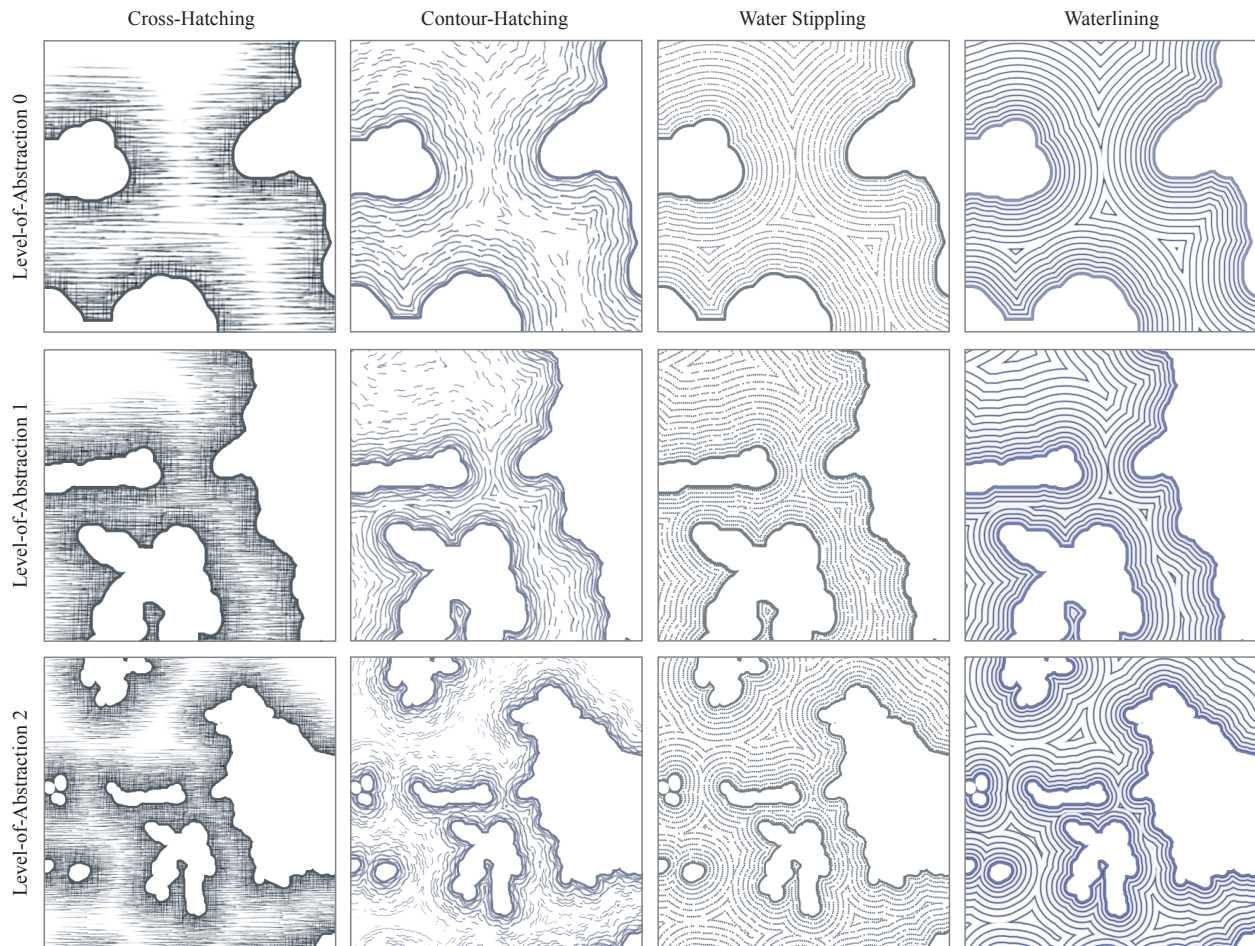 Cross-Hatching
Contour-Hatching
Water Stippling
Waterlining
Level-of-Abstraction 0
Level-of-Abstraction 1
Level-of-Abstraction 2